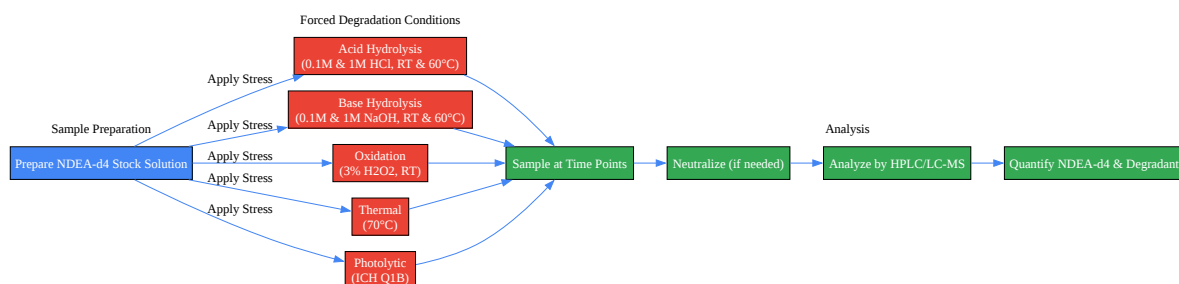 Forced Degradation Conditions
Acid Hydrolysis
(0.1M & 1M HCl, RT & 60°C)
Apply Stress
Base Hydrolysis
(0.1M & 1M NaOH, RT & 60°C)
Apply Stress
Sample Preparation
Prepare NDEA-d4 Stock Solution
Apply Stress
Oxidation
(3% H2O2, RT)
Apply Stress
Thermal
(70°C)
Apply Stress
Photolytic
(ICH Q1B)
Sample at Time Points
Neutralize (if needed)
Analysis
Analyze by HPLC/LC-MS
Quantify NDEA-d4 & Degradant